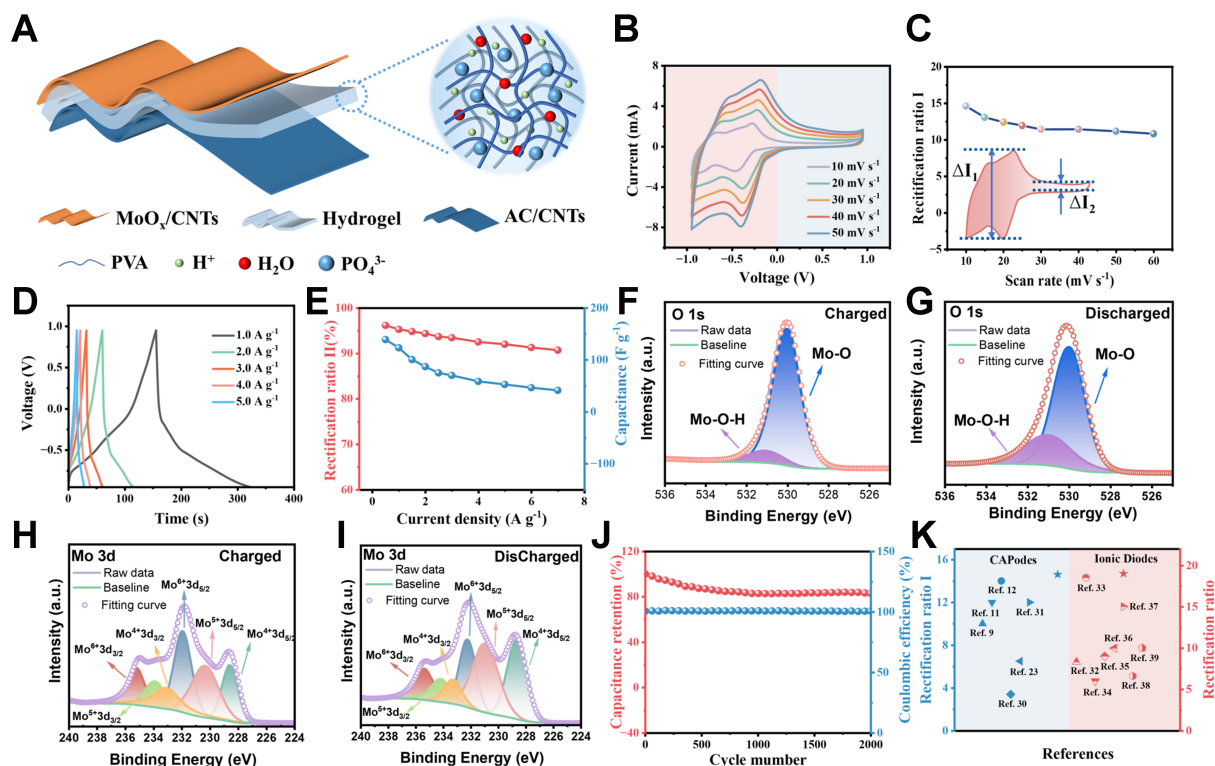 A
MoOx/CNTs
Hydrogel
AC/CNTs
PVA
H+
H2O
PO43-
B
Current (mA)
8
4
0
-4
-8
10 mV s-1
20 mV s-1
30 mV s-1
40 mV s-1
50 mV s-1
-1.0 -0.5 0.0 0.5 1.0
Voltage (V)
C
Rectification ratio I
20
15
10
5
0
-5
ΔI1
ΔI2
10 20 30 40 50 60
Scan rate (mV s-1)
D
Voltage (V)
0.5
0.0
-0.5
1.0 A g-1
2.0 A g-1
3.0 A g-1
4.0 A g-1
5.0 A g-1
0 100 200 300 400
Time (s)
E
Rectification ratio II(%)
100
90
80
70
60
Capacitance (F g-1)
200
100
0
-100
0 1 2 3 4 5 6 7 8
Current density (A g-1)
F
O 1s
Charged
Raw data
Baseline
Fitting curve
Mo-O
Mo-O-H
Intensity (a.u.)
536 534 532 530 528 526
Binding Energy (eV)
G
O 1s
Discharged
Raw data
Baseline
Fitting curve
Mo-O
Mo-O-H
Intensity (a.u.)
536 534 532 530 528 526
Binding Energy (eV)
H
Mo 3d
Charged
Raw data
Baseline
Fitting curve
Mo6+3d5/2
Mo5+3d5/2
Mo4+3d5/2
Mo4+3d3/2
Mo6+3d3/2
Mo5+3d3/2
Intensity (a.u.)
240 238 236 234 232 230 228 226 224
Binding Energy (eV)
I
Mo 3d
DisCharged
Raw data
Baseline
Fitting curve
Mo6+3d5/2
Mo5+3d5/2
Mo4+3d5/2
Mo4+3d3/2
Mo6+3d3/2
Mo5+3d3/2
Intensity (a.u.)
240 238 236 234 232 230 228 226 224
Binding Energy (eV)
J
Capacitance retention (%)
120
80
40
0
-40
Coulombic efficiency (%)
150
100
50
0
0 500 1000 1500 2000
Cycle mumber
K
Rectification ratio I
16
12
8
4
0
CAPodes
Ionic Diodes
Ref. 12
Ref. 11
Ref. 31
Ref. 9
Ref. 23
Ref. 30
Ref. 33
Ref. 37
Ref. 36
Ref. 39
Ref. 32
Ref. 35
Ref. 34
Ref. 38
Rectification ratio
20
15
10
5
0
References